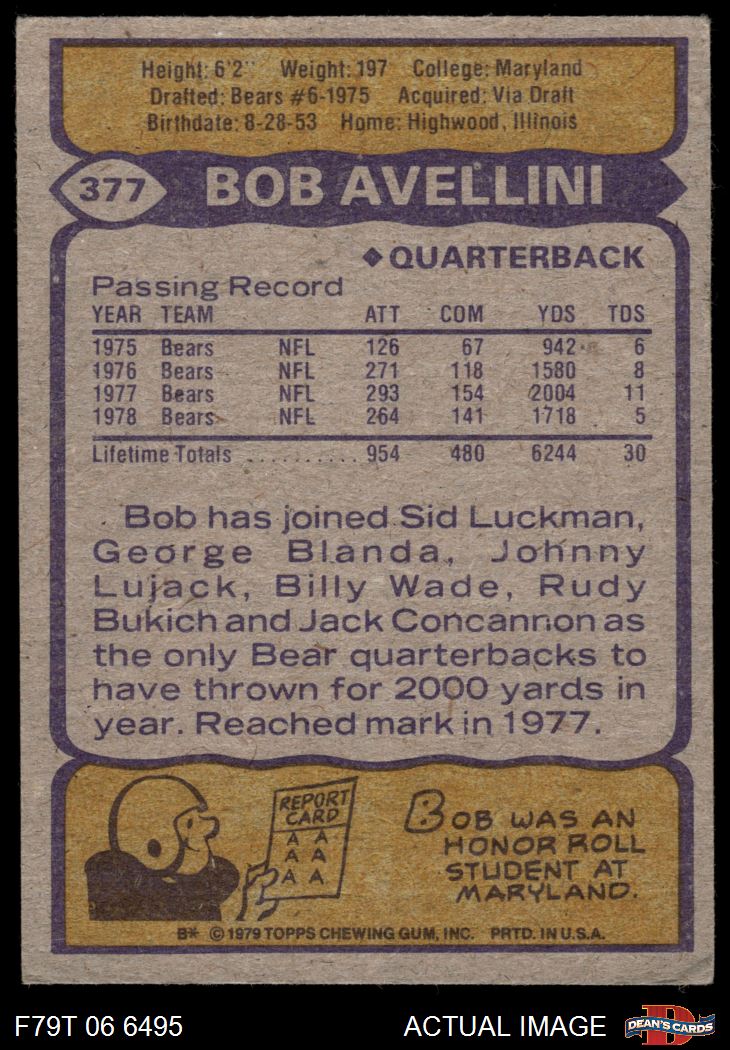 Height: 6'2" Weight: 197 College: Maryland
Drafted: Bears #6-1975 Acquired: Via Draft
Birthdate: 8-28-53 Home: Highwood, Illinois
377 BOB AVELLINI
◆ QUARTERBACK
Passing Record
YEAR TEAM ATT COM YDS TDS
1975 Bears NFL 126 67 942 6
1976 Bears NFL 271 118 1580 8
1977 Bears NFL 293 154 2004 11
1978 Bears NFL 264 141 1718 5
Lifetime Totals .......... 954 480 6244 30
Bob has joined Sid Luckman,
George Blanda, Johnny
Lujack, Billy Wade, Rudy
Bukich and Jack Concannon as
the only Bear quarterbacks to
have thrown for 2000 yards in
year. Reached mark in 1977.
REPORT
CARD
A A
A A
A A
BOB WAS AN
HONOR ROLL
STUDENT AT
MARYLAND.
B* © 1979 TOPPS CHEWING GUM, INC. PRTD. IN U.S.A.
F79T 06 6495 ACTUAL IMAGE
D
DEAN'S CARDS